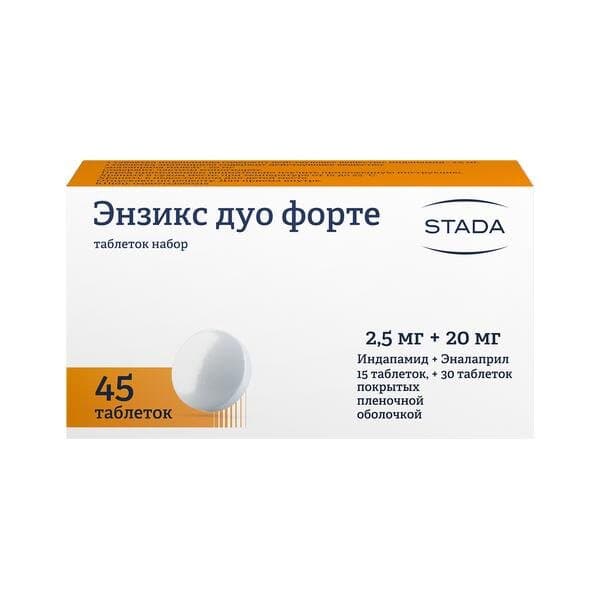 Энзикс дуо форте
таблеток набор
STADA
2,5 мг + 20 мг
Индапамид + Эналаприл
15 таблеток, + 30 таблеток
покрытых
пленочной
оболочкой
45
таблеток